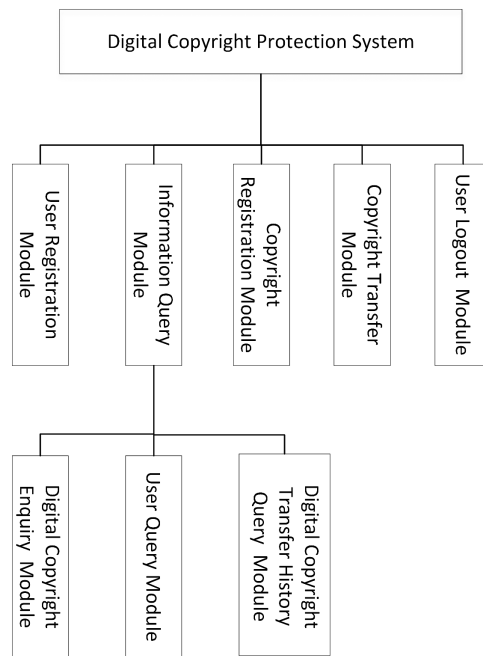 Digital Copyright Protection System
User Registration
Module
Information Query
Module
Copyright
Registration Module
Copyright Transfer
Module
User Logout Module
Digital Copyright
Enquiry Module
User Query Module
Digital Copyright
Transfer History
Query Module